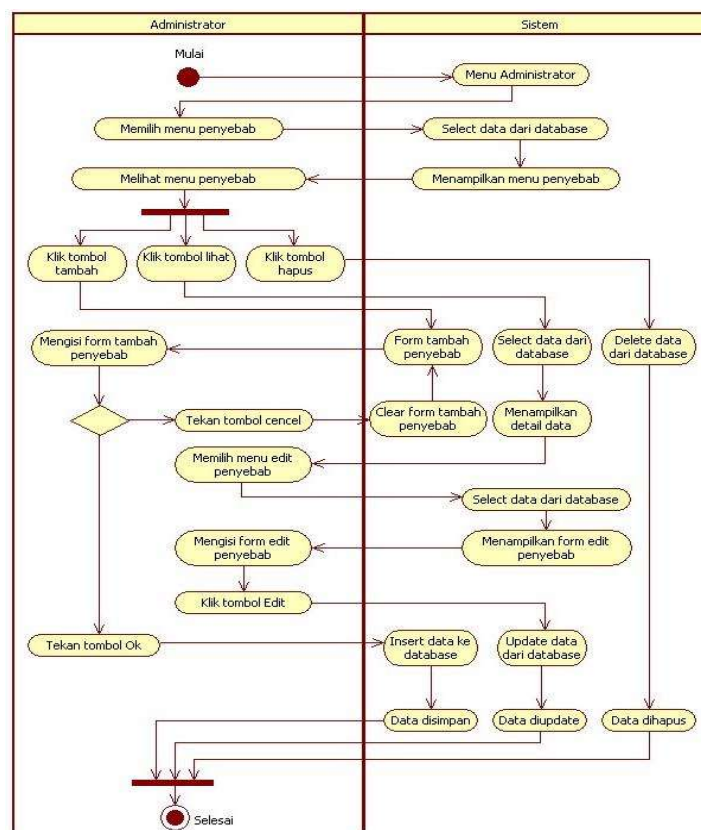 Administrator
Sistem
Mulai
Menu Administrator
Memilih menu penyebab
Select data dari database
Melihat menu penyebab
Menampilkan menu penyebab
Klik tombol
tambah
Klik tombol lihat
Klik tombol
hapus
Mengisi form tambah
penyebab
Form tambah
penyebab
Select data dari
database
Delete data
dari database
Tekan tombol cencel
Clear form tambah
penyebab
Menampilkan
detail data
Memilih menu edit
penyebab
Select data dari database
Mengisi form edit
penyebab
Menampilkan form edit
penyebab
Klik tombol Edit
Tekan tombol Ok
Insert data ke
database
Update data
dari database
Data disimpan
Data diupdate
Data dihapus
Selesai